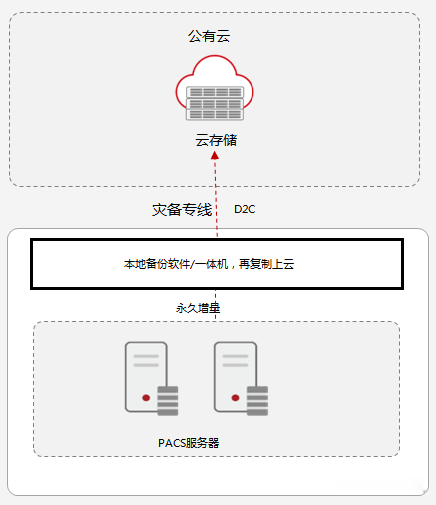 公有云
云存储
灾备专线 D2C
本地备份软件/一体机，再复制上云
永久增量
PACS服务器